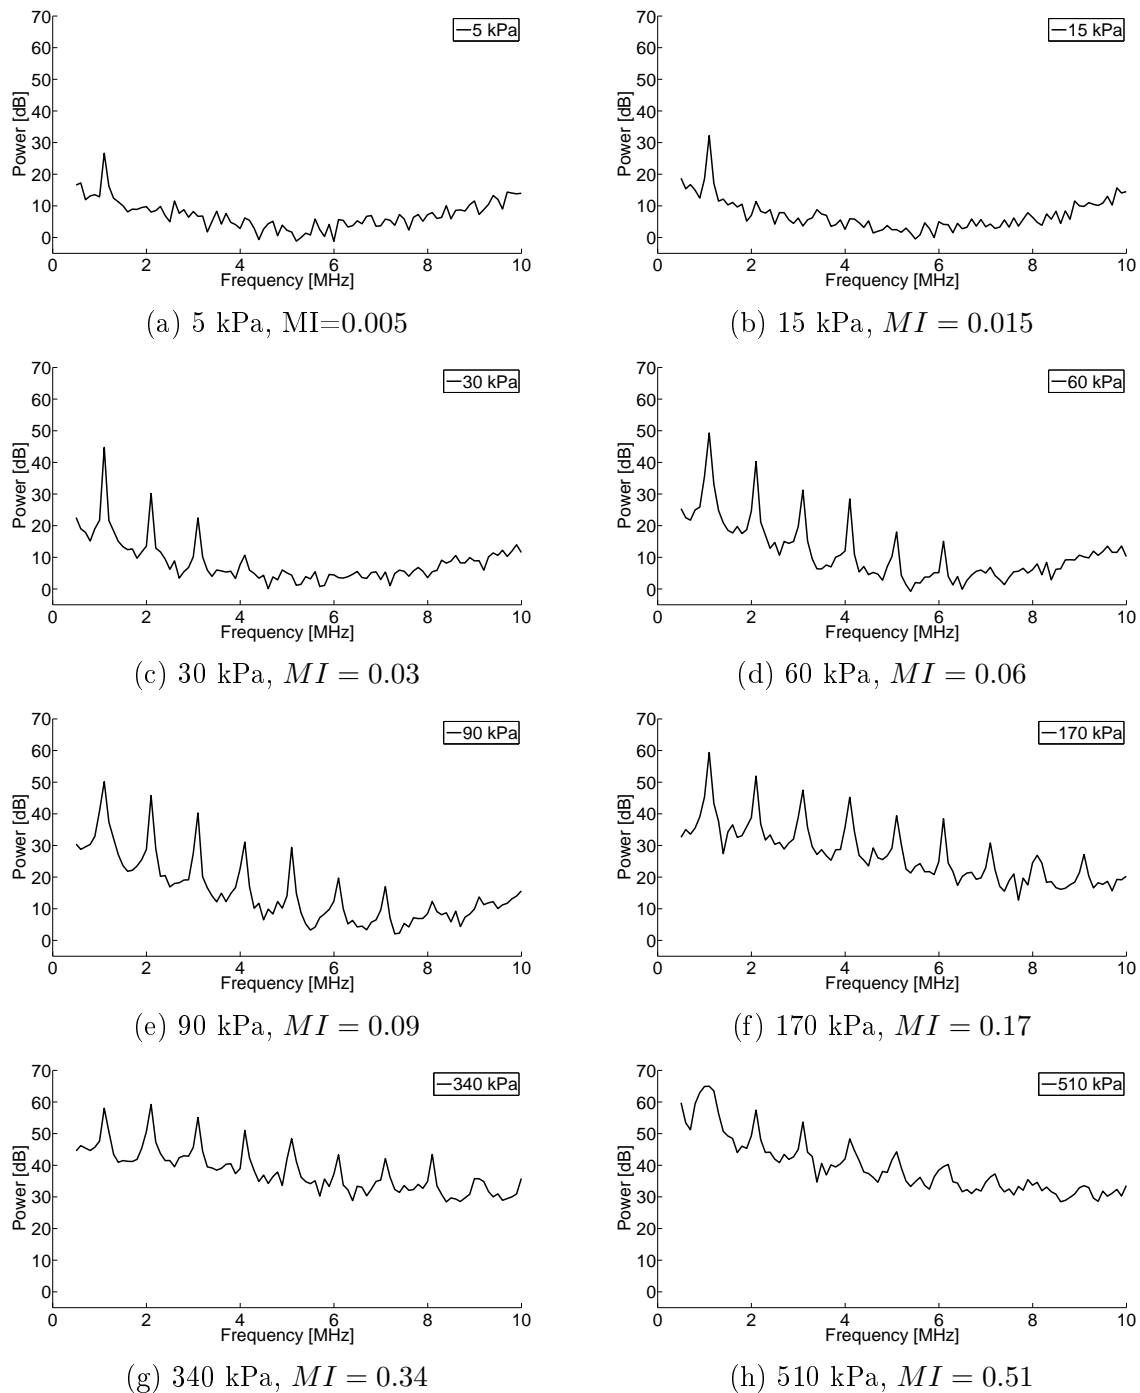 70
60
50
40
30
20
10
0
Power [dB]
0 2 4 6 8 10
Frequency [MHz]
5 kPa
(a) 5 kPa, MI=0.005
70
60
50
40
30
20
10
0
Power [dB]
0 2 4 6 8 10
Frequency [MHz]
15 kPa
(b) 15 kPa, MI = 0.015
70
60
50
40
30
20
10
0
Power [dB]
0 2 4 6 8 10
Frequency [MHz]
30 kPa
(c) 30 kPa, MI = 0.03
70
60
50
40
30
20
10
0
Power [dB]
0 2 4 6 8 10
Frequency [MHz]
60 kPa
(d) 60 kPa, MI = 0.06
70
60
50
40
30
20
10
0
Power [dB]
0 2 4 6 8 10
Frequency [MHz]
90 kPa
(e) 90 kPa, MI = 0.09
70
60
50
40
30
20
10
0
Power [dB]
0 2 4 6 8 10
Frequency [MHz]
170 kPa
(f) 170 kPa, MI = 0.17
70
60
50
40
30
20
10
0
Power [dB]
0 2 4 6 8 10
Frequency [MHz]
340 kPa
(g) 340 kPa, MI = 0.34
70
60
50
40
30
20
10
0
Power [dB]
0 2 4 6 8 10
Frequency [MHz]
510 kPa
(h) 510 kPa, MI = 0.51